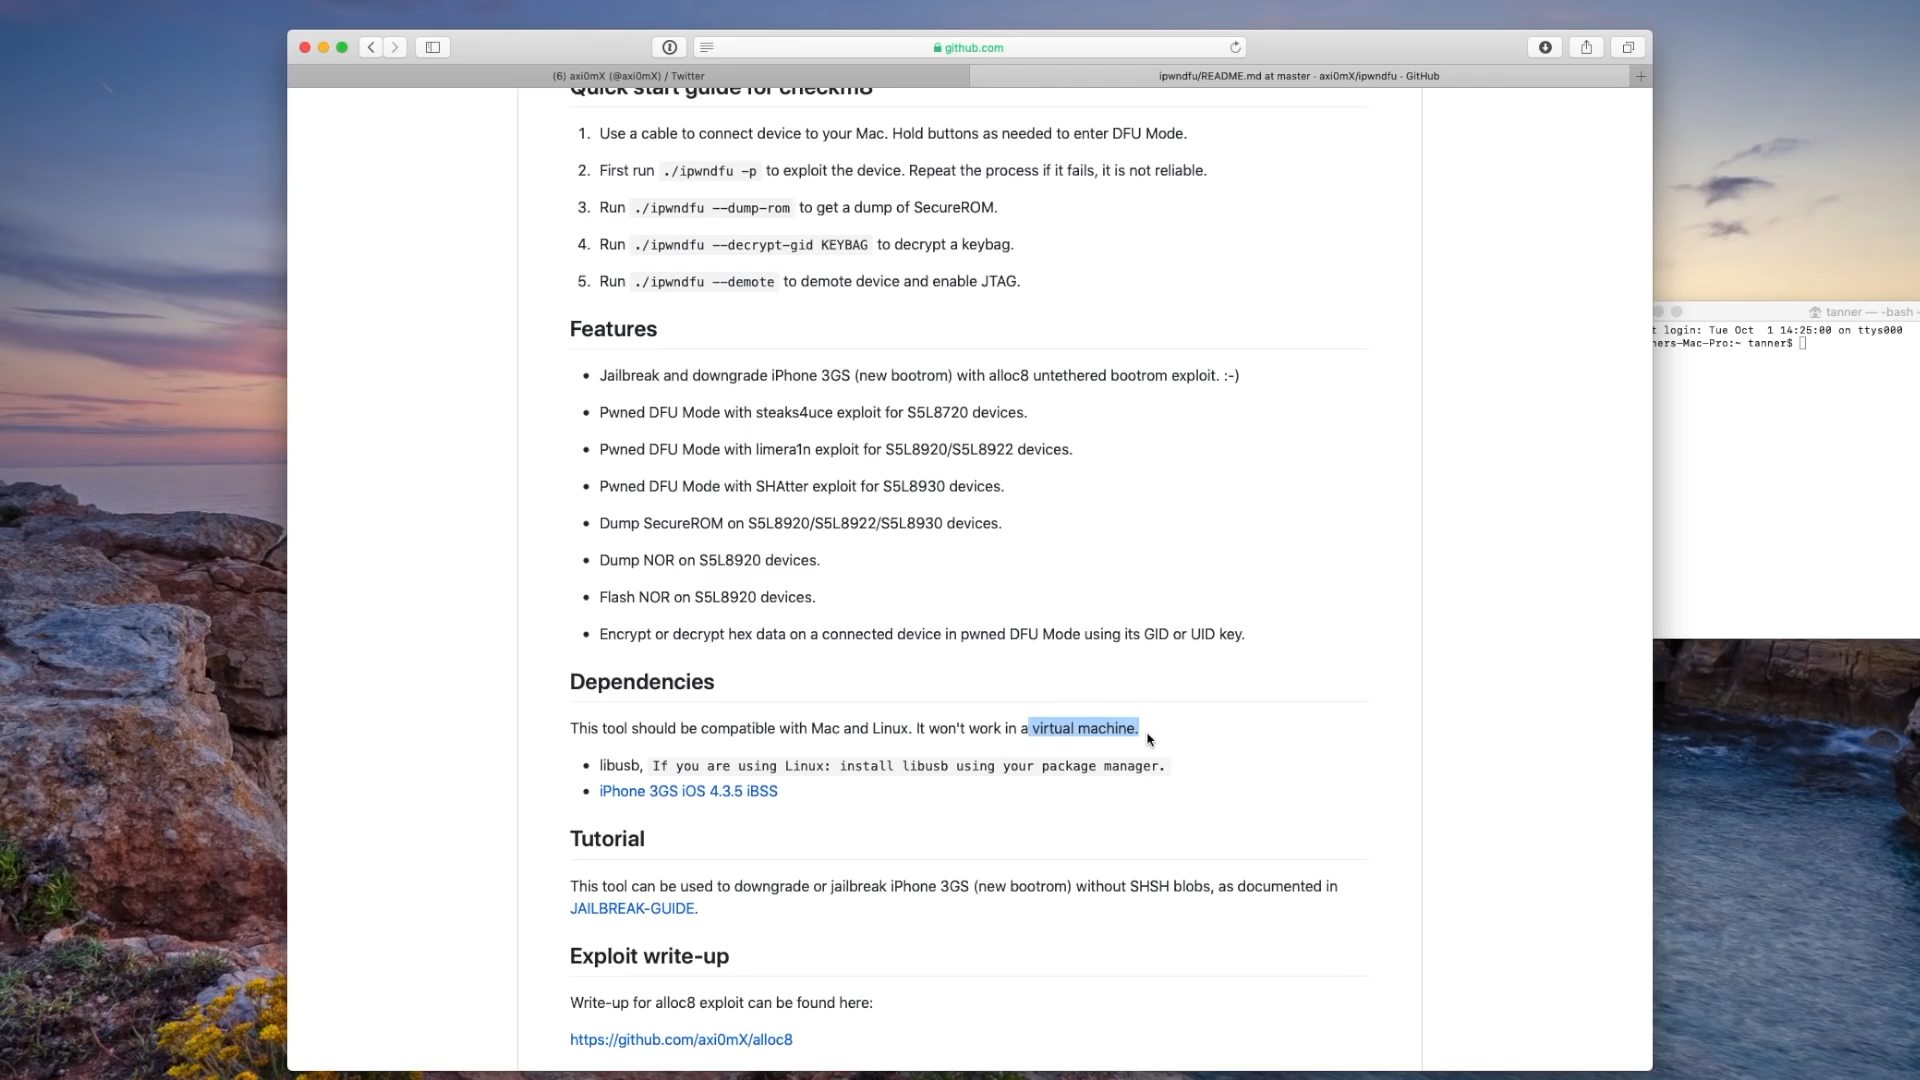 github.com
(6) axi0mX (@axi0mX) / Twitter
ipwndfu/README.md at master · axi0mX/ipwndfu · GitHub
Quick start guide for checkm8
1. Use a cable to connect device to your Mac. Hold buttons as needed to enter DFU Mode.
2. First run ./ipwndfu -p to exploit the device. Repeat the process if it fails, it is not reliable.
3. Run ./ipwndfu --dump-rom to get a dump of SecureROM.
4. Run ./ipwndfu --decrypt-gid KEYBAG to decrypt a keybag.
5. Run ./ipwndfu --demote to demote device and enable JTAG.
Features
• Jailbreak and downgrade iPhone 3GS (new bootrom) with alloc8 untethered bootrom exploit. :-)
• Pwned DFU Mode with steaks4uce exploit for S5L8720 devices.
• Pwned DFU Mode with limera1n exploit for S5L8920/S5L8922 devices.
• Pwned DFU Mode with SHAtter exploit for S5L8930 devices.
• Dump SecureROM on S5L8920/S5L8922/S5L8930 devices.
• Dump NOR on S5L8920 devices.
• Flash NOR on S5L8920 devices.
• Encrypt or decrypt hex data on a connected device in pwned DFU Mode using its GID or UID key.
Dependencies
This tool should be compatible with Mac and Linux. It won't work in a virtual machine.
• libusb, If you are using Linux: install libusb using your package manager.
• iPhone 3GS iOS 4.3.5 iBSS
Tutorial
This tool can be used to downgrade or jailbreak iPhone 3GS (new bootrom) without SHSH blobs, as documented in
JAILBREAK-GUIDE.
Exploit write-up
Write-up for alloc8 exploit can be found here:
https://github.com/axi0mX/alloc8
tanner — -bash -
t login: Tue Oct  1 14:25:00 on ttys000
ners-Mac-Pro:~ tanner$